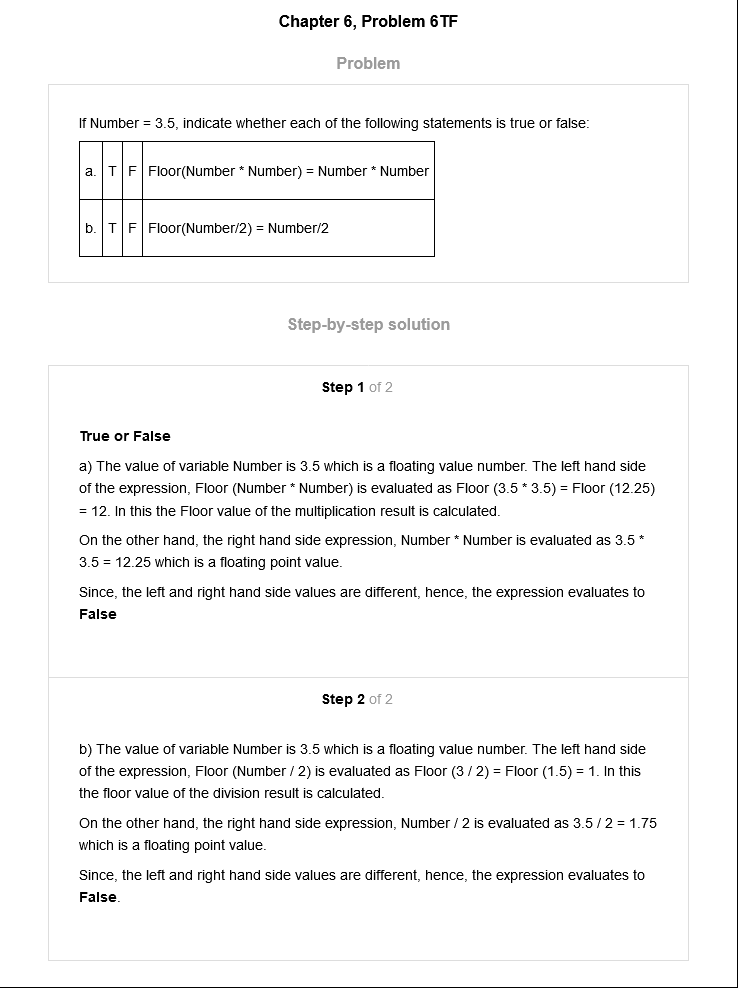 Chapter 6, Problem 6TF
Problem
If Number = 3.5, indicate whether each of the following statements is true or false:
a. T F Floor(Number * Number) = Number * Number
b. T F Floor(Number/2) = Number/2
Step-by-step solution
Step 1 of 2
True or False
a) The value of variable Number is 3.5 which is a floating value number. The left hand side
of the expression, Floor (Number * Number) is evaluated as Floor (3.5 * 3.5) = Floor (12.25)
= 12. In this the Floor value of the multiplication result is calculated.
On the other hand, the right hand side expression, Number * Number is evaluated as 3.5 *
3.5 = 12.25 which is a floating point value.
Since, the left and right hand side values are different, hence, the expression evaluates to
False
Step 2 of 2
b) The value of variable Number is 3.5 which is a floating value number. The left hand side
of the expression, Floor (Number / 2) is evaluated as Floor (3 / 2) = Floor (1.5) = 1. In this
the floor value of the division result is calculated.
On the other hand, the right hand side expression, Number / 2 is evaluated as 3.5 / 2 = 1.75
which is a floating point value.
Since, the left and right hand side values are different, hence, the expression evaluates to
False.